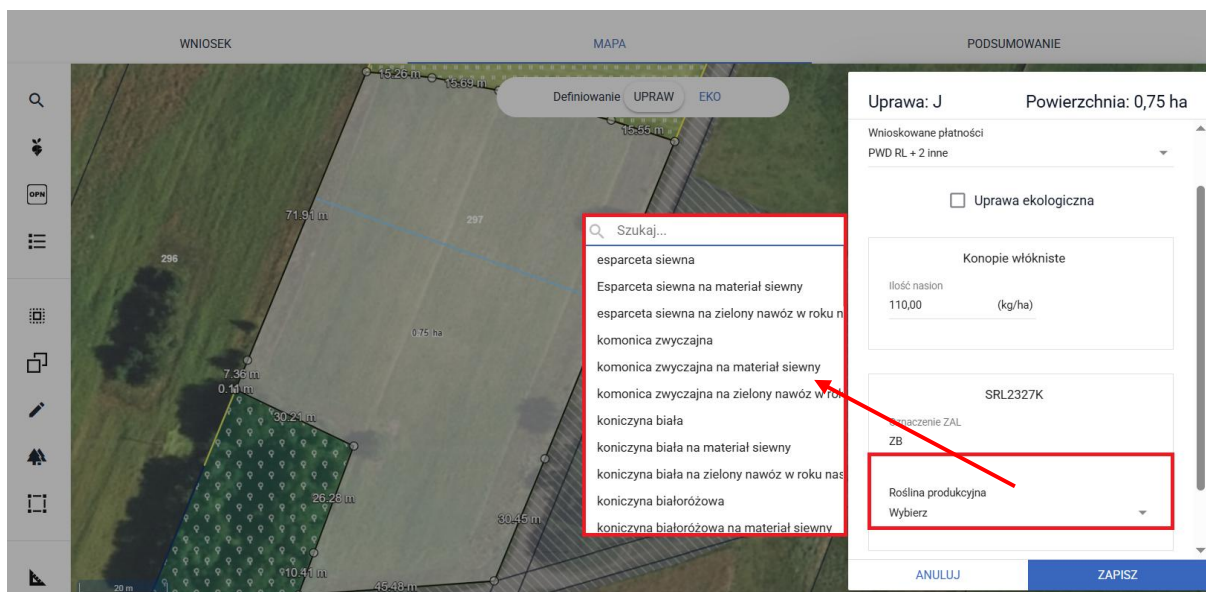 WNIOSEK
MAPA
PODSUMOWANIE
Definiowanie UPRAW EKO
OPN
15.26 m
15.69 m
15.55 m
71.91 m
297
296
0.75 ha
7.36 m
0.11 m
30.21 m
26.28 m
30.45 m
10.41 m
45.48 m
20 m
Szukaj...
esparceta siewna
Esparceta siewna na materiał siewny
esparceta siewna na zielony nawóz w roku n
komonica zwyczajna
komonica zwyczajna na materiał siewny
komonica zwyczajna na zielony nawóz w rok
koniczyna biała
koniczyna biała na materiał siewny
koniczyna biała na zielony nawóz w roku nas
koniczyna białoróżowa
koniczyna białoróżowa na materiał siewny
Uprawa: J Powierzchnia: 0,75 ha
Wnioskowane płatności
PWD RL + 2 inne
Uprawa ekologiczna
Konopie włókniste
Ilość nasion
110,00 (kg/ha)
SRL2327K
Oznaczenie ZAL
ZB
Roślina produkcyjna
Wybierz
ANULUJ ZAPISZ